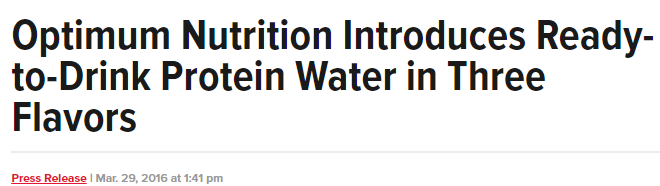 Optimum Nutrition Introduces Ready-
to-Drink Protein Water in Three
Flavors
Press Release | Mar. 29, 2016 at 1:41 pm